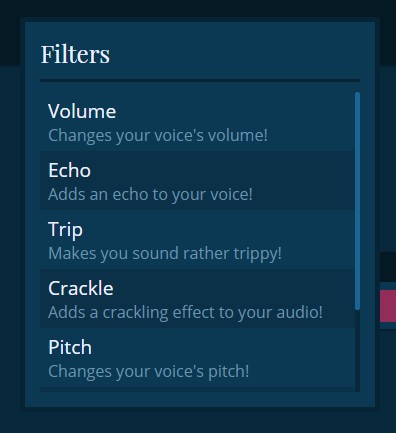 Filters
Volume
Changes your voice's volume!
Echo
Adds an echo to your voice!
Trip
Makes you sound rather trippy!
Crackle
Adds a crackling effect to your audio!
Pitch
Changes your voice's pitch!